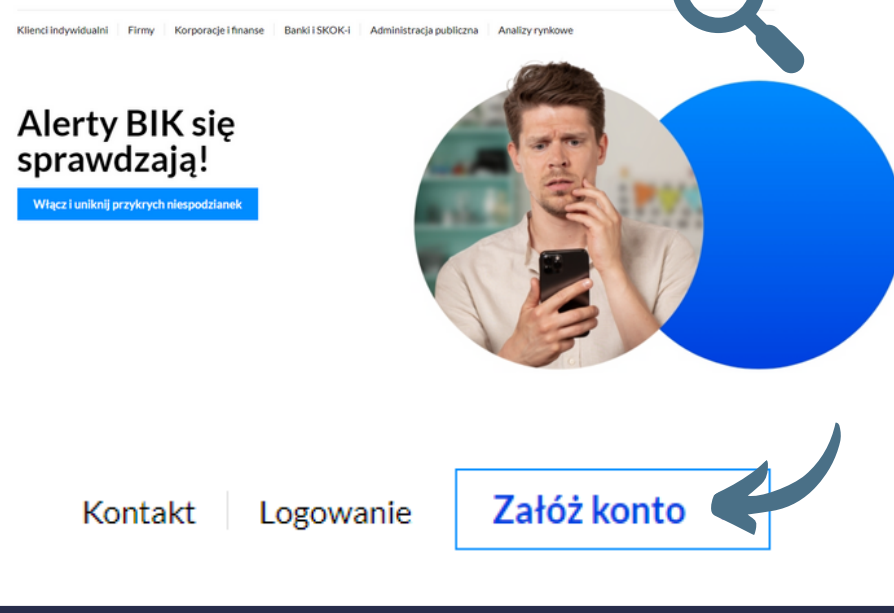 Klienci indywidualni Firmy Korporacje i finanse Banki i SKOK-i Administracja publiczna Analizy rynkowe
Alerty BIK się
sprawdzają!
Włącz i uniknij przykrych niespodzianek
Kontakt Logowanie Załóż konto